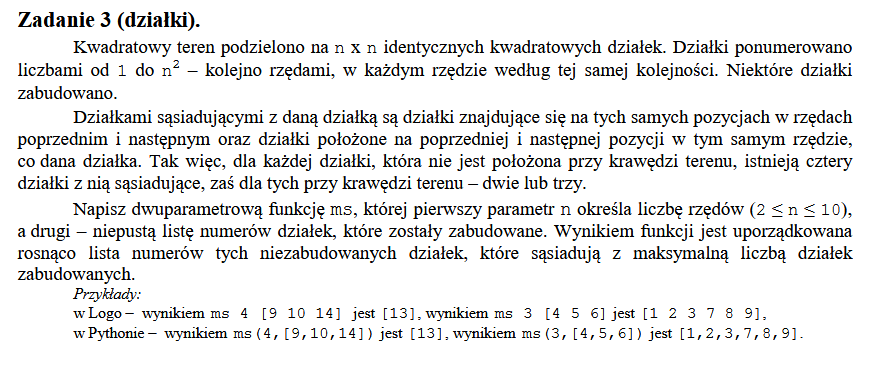 Zadanie 3 (działki).
Kwadratowy teren podzielono na n x n identycznych kwadratowych działek. Działki ponumerowano
liczbami od 1 do n² – kolejno rzędami, w każdym rzędzie według tej samej kolejności. Niektóre działki
zabudowano.
Działkami sąsiadującymi z daną działką są działki znajdujące się na tych samych pozycjach w rzędach
poprzednim i następnym oraz działki położone na poprzedniej i następnej pozycji w tym samym rzędzie,
co dana działka. Tak więc, dla każdej działki, która nie jest położona przy krawędzi terenu, istnieją cztery
działki z nią sąsiadujące, zaś dla tych przy krawędzi terenu – dwie lub trzy.
Napisz dwuparametrową funkcję ms, której pierwszy parametr n określa liczbę rzędów (2 ≤ n ≤ 10),
a drugi – niepustą listę numerów działek, które zostały zabudowane. Wynikiem funkcji jest uporządkowana
rosnąco lista numerów tych niezabudowanych działek, które sąsiadują z maksymalną liczbą działek
zabudowanych.
Przykłady:
w Logo – wynikiem ms 4 [9 10 14] jest [13], wynikiem ms 3 [4 5 6] jest [1 2 3 7 8 9],
w Pythonie – wynikiem ms(4,[9,10,14]) jest [13], wynikiem ms(3,[4,5,6]) jest [1,2,3,7,8,9].